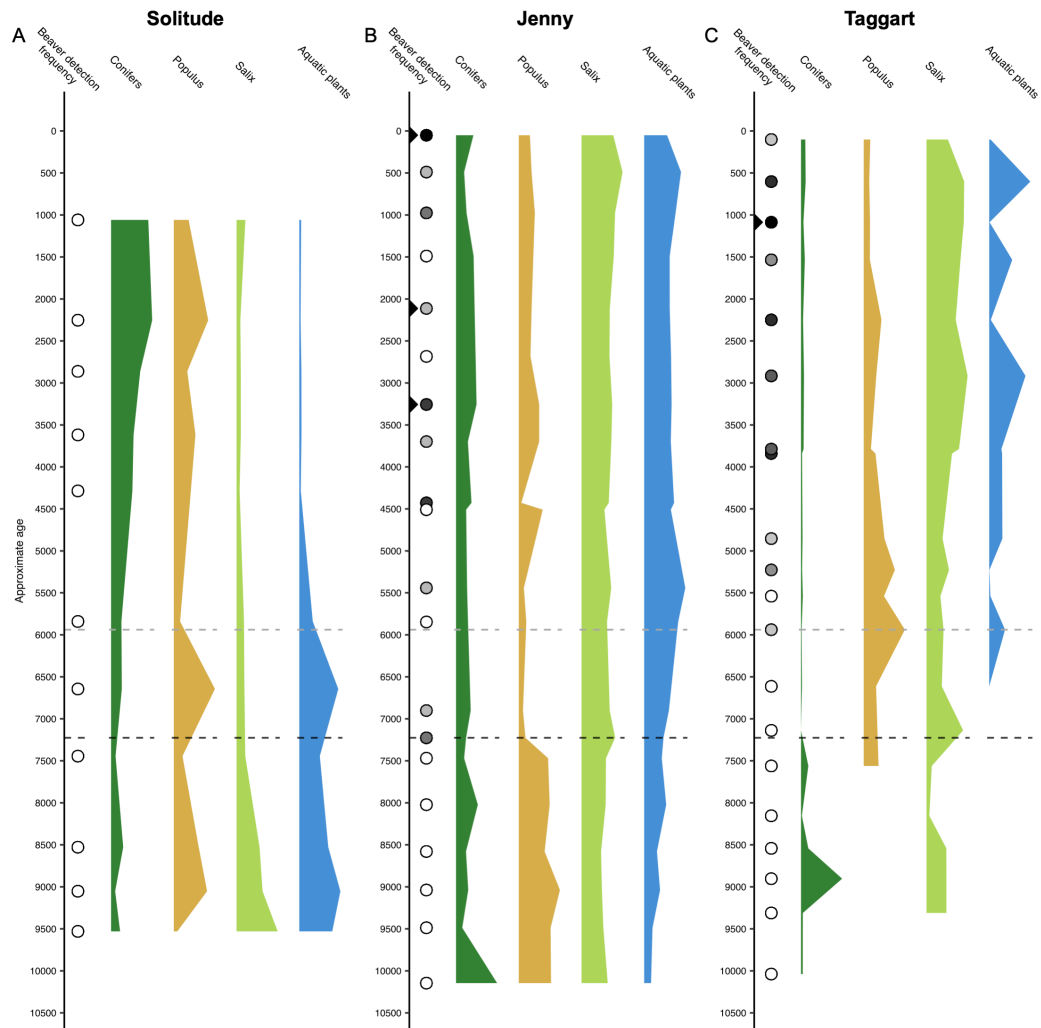 Solitude
Jenny
Taggart
A
Beaver detection
frequency
Conifers
Populus
Salix
Aquatic plants
B
Beaver detection
frequency
Conifers
Populus
Salix
Aquatic plants
C
Beaver detection
frequency
Conifers
Populus
Salix
Aquatic plants
Approximate age
0
500
1000
1500
2000
2500
3000
3500
4000
4500
5000
5500
6000
6500
7000
7500
8000
8500
9000
9500
10000
10500
0
500
1000
1500
2000
2500
3000
3500
4000
4500
5000
5500
6000
6500
7000
7500
8000
8500
9000
9500
10000
10500
0
500
1000
1500
2000
2500
3000
3500
4000
4500
5000
5500
6000
6500
7000
7500
8000
8500
9000
9500
10000
10500